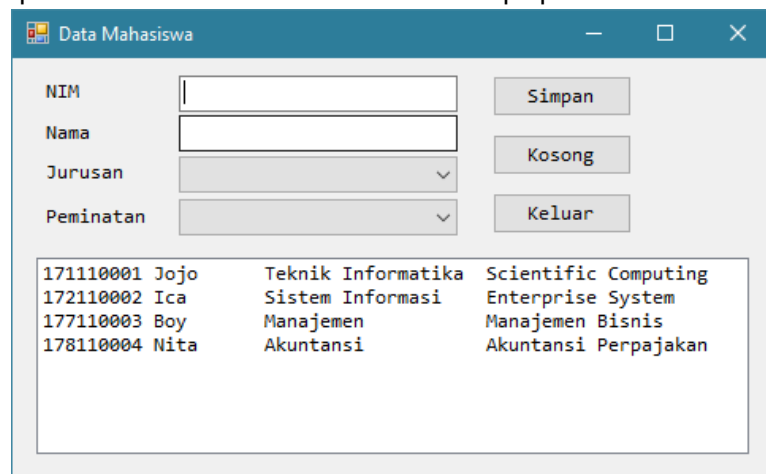 Data Mahasiswa
NIM
Simpan
Nama
Kosong
Jurusan
Peminatan
Keluar
171110001 Jojo Teknik Informatika Scientific Computing
172110002 Ica Sistem Informasi Enterprise System
177110003 Boy Manajemen Manajemen Bisnis
178110004 Nita Akuntansi Akuntansi Perpajakan